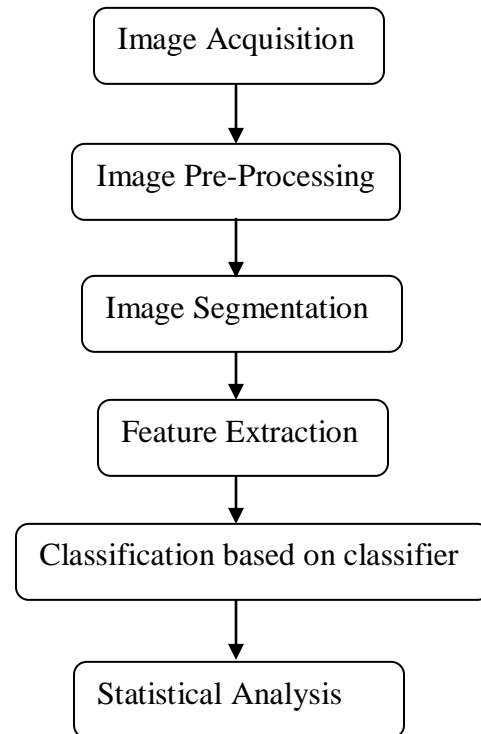 Image Acquisition
Image Pre-Processing
Image Segmentation
Feature Extraction
Classification based on classifier
Statistical Analysis